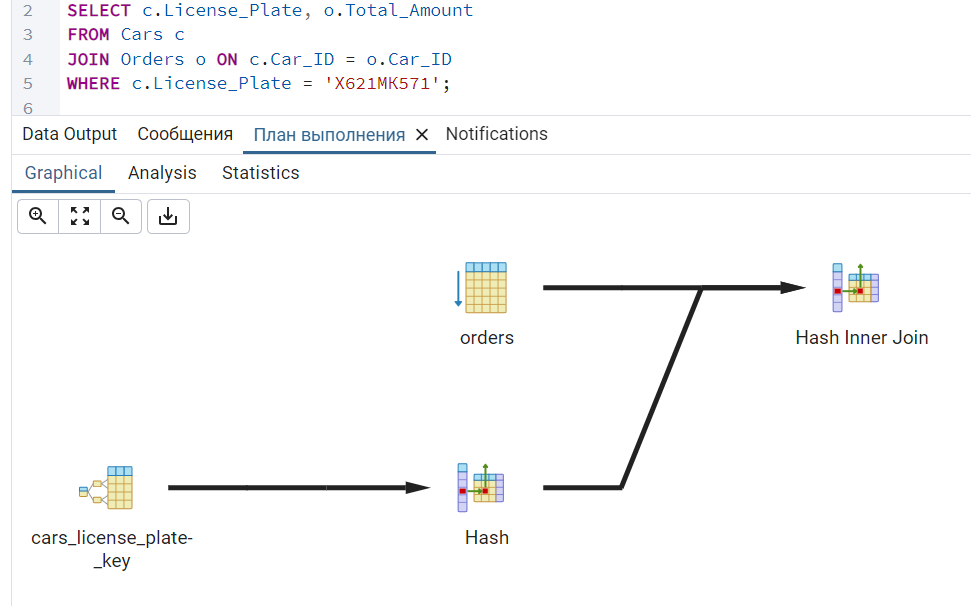 2 SELECT c.License_Plate, o.Total_Amount
3 FROM Cars c
4 JOIN Orders o ON c.Car_ID = o.Car_ID
5 WHERE c.License_Plate = 'X621MK571';
6
Data Output Сообщения План выполнения × Notifications
Graphical Analysis Statistics
orders
Hash Inner Join
cars_license_plate-
_key
Hash